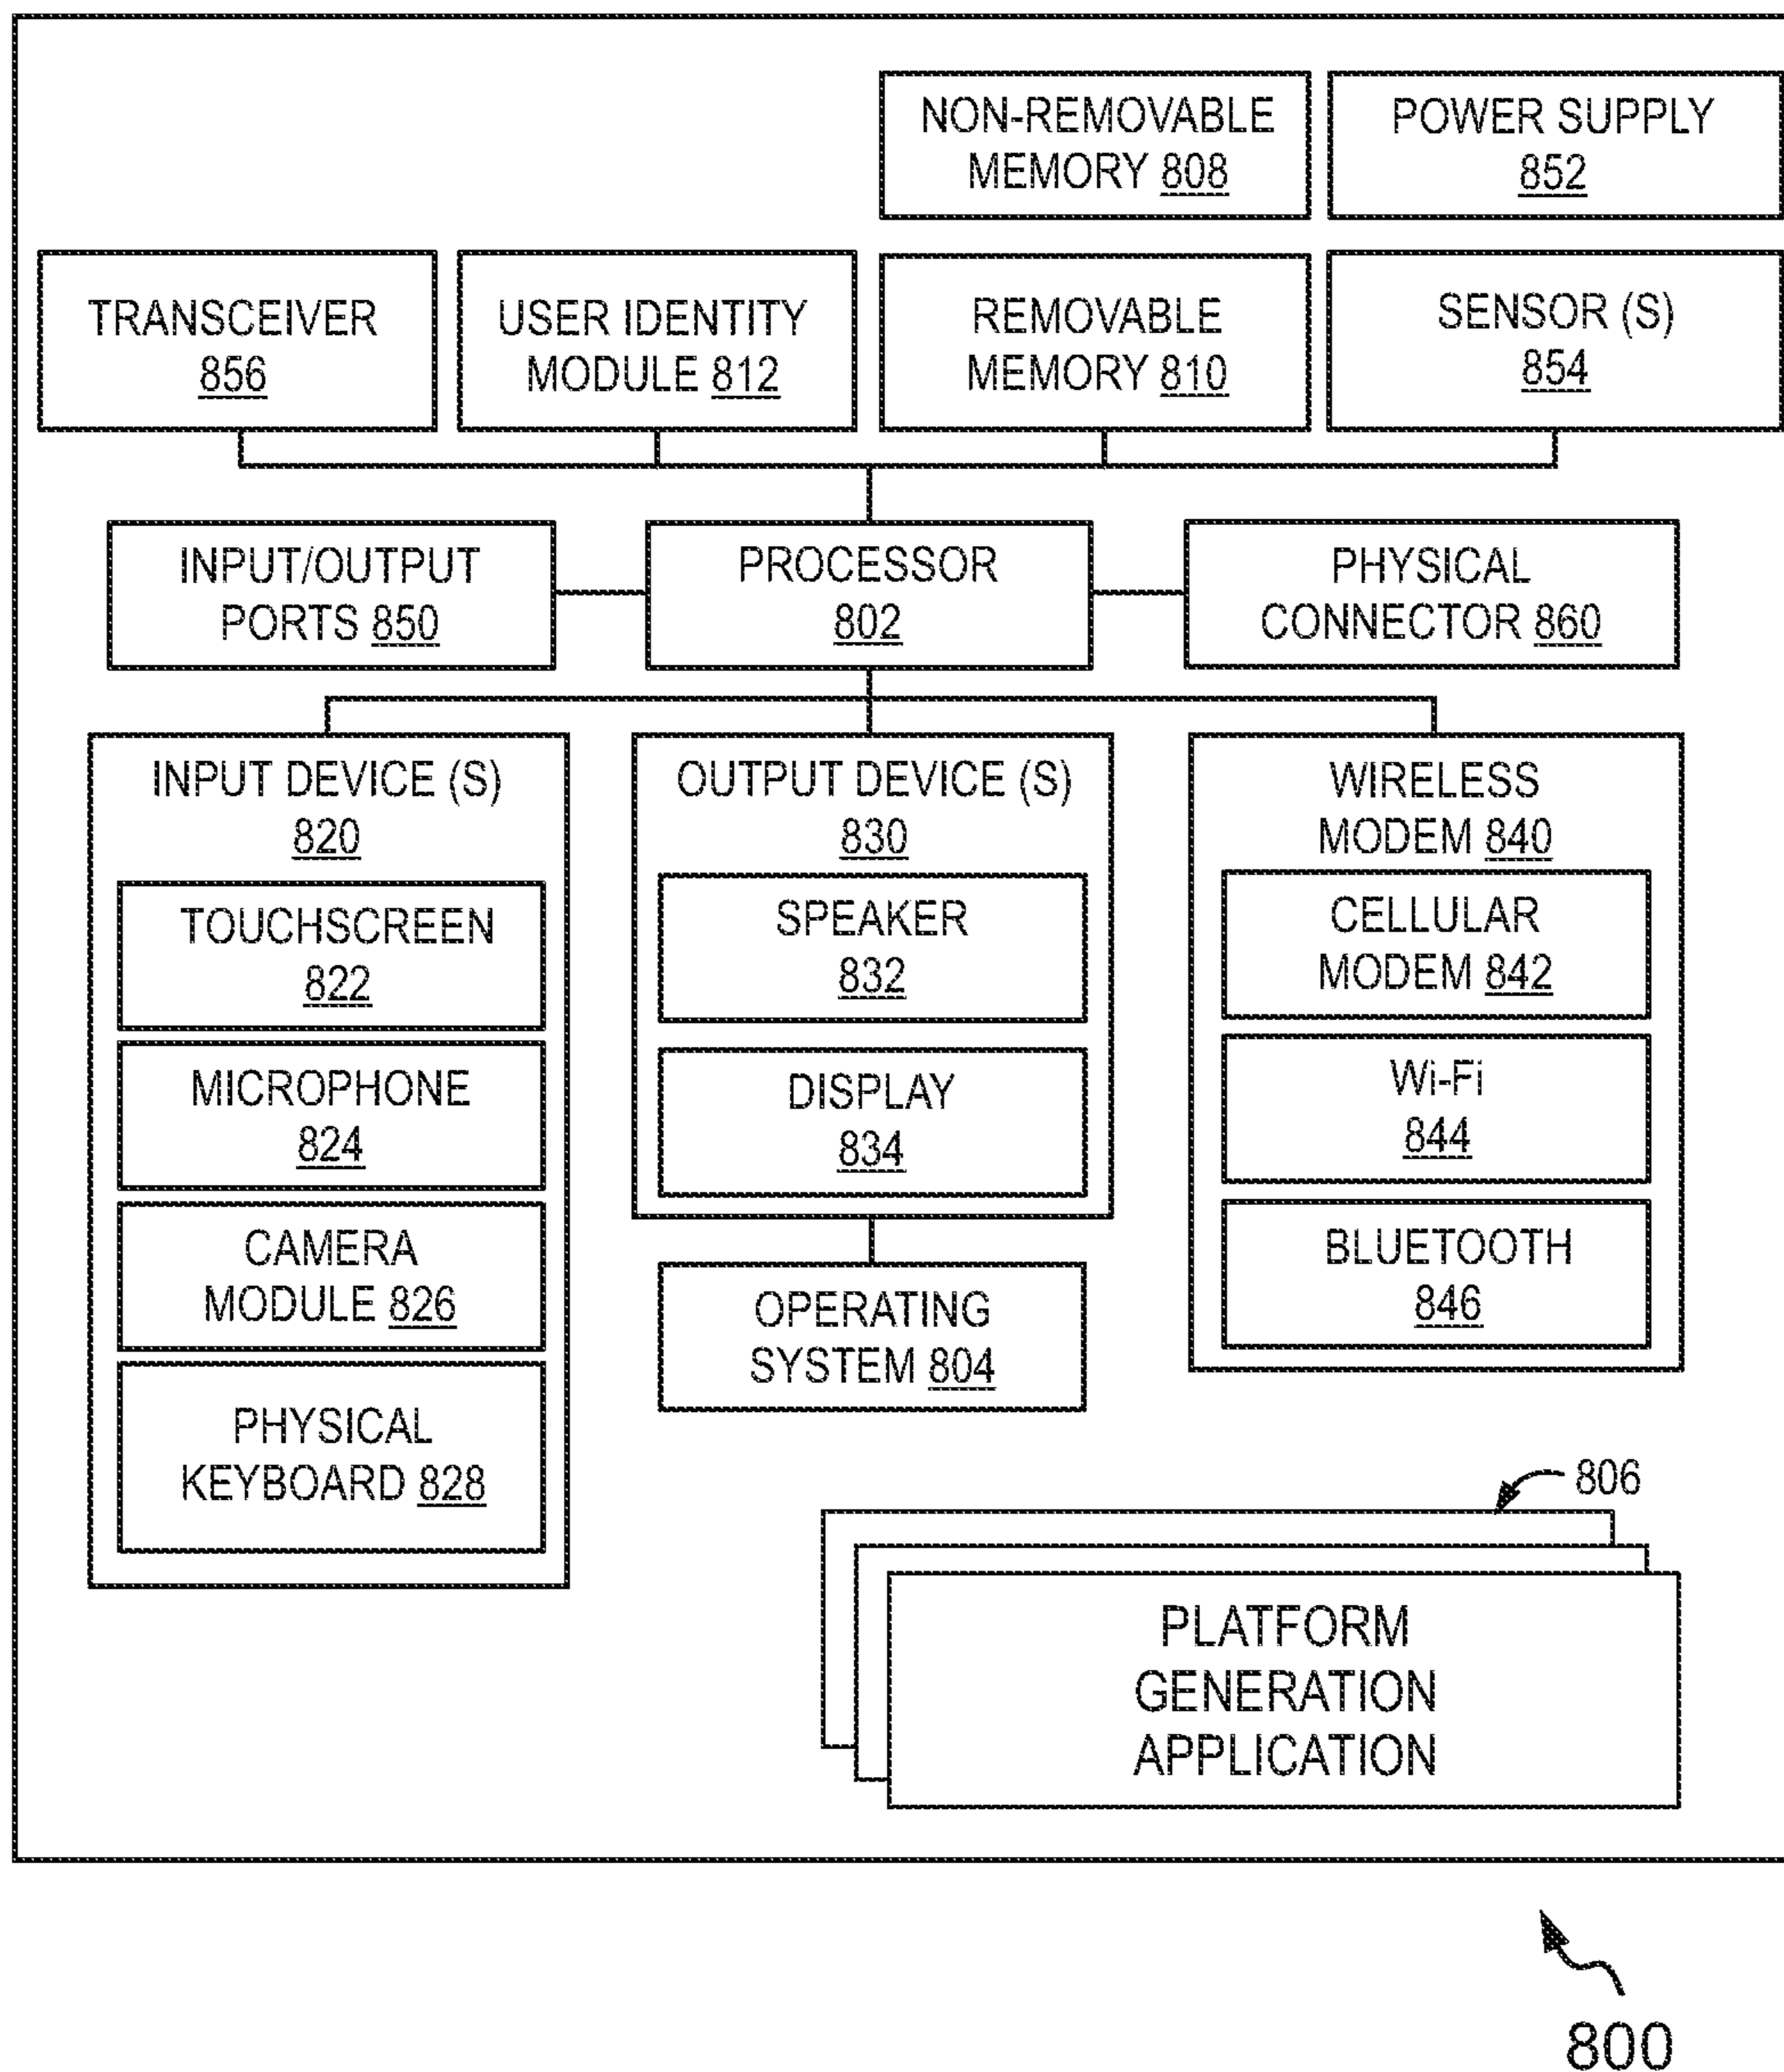 NON-REMOVABLE
MEMORY 808
POWER SUPPLY
852
TRANSCEIVER
856
USER IDENTITY
MODULE 812
REMOVABLE
MEMORY 810
SENSOR (S)
854
INPUT/OUTPUT
PORTS 850
PROCESSOR
802
PHYSICAL
CONNECTOR 860
INPUT DEVICE (S)
820
TOUCHSCREEN
822
MICROPHONE
824
CAMERA
MODULE 826
PHYSICAL
KEYBOARD 828
OUTPUT DEVICE (S)
830
SPEAKER
832
DISPLAY
834
OPERATING
SYSTEM 804
WIRELESS
MODEM 840
CELLULAR
MODEM 842
Wi-Fi
844
BLUETOOTH
846
806
PLATFORM
GENERATION
APPLICATION
800